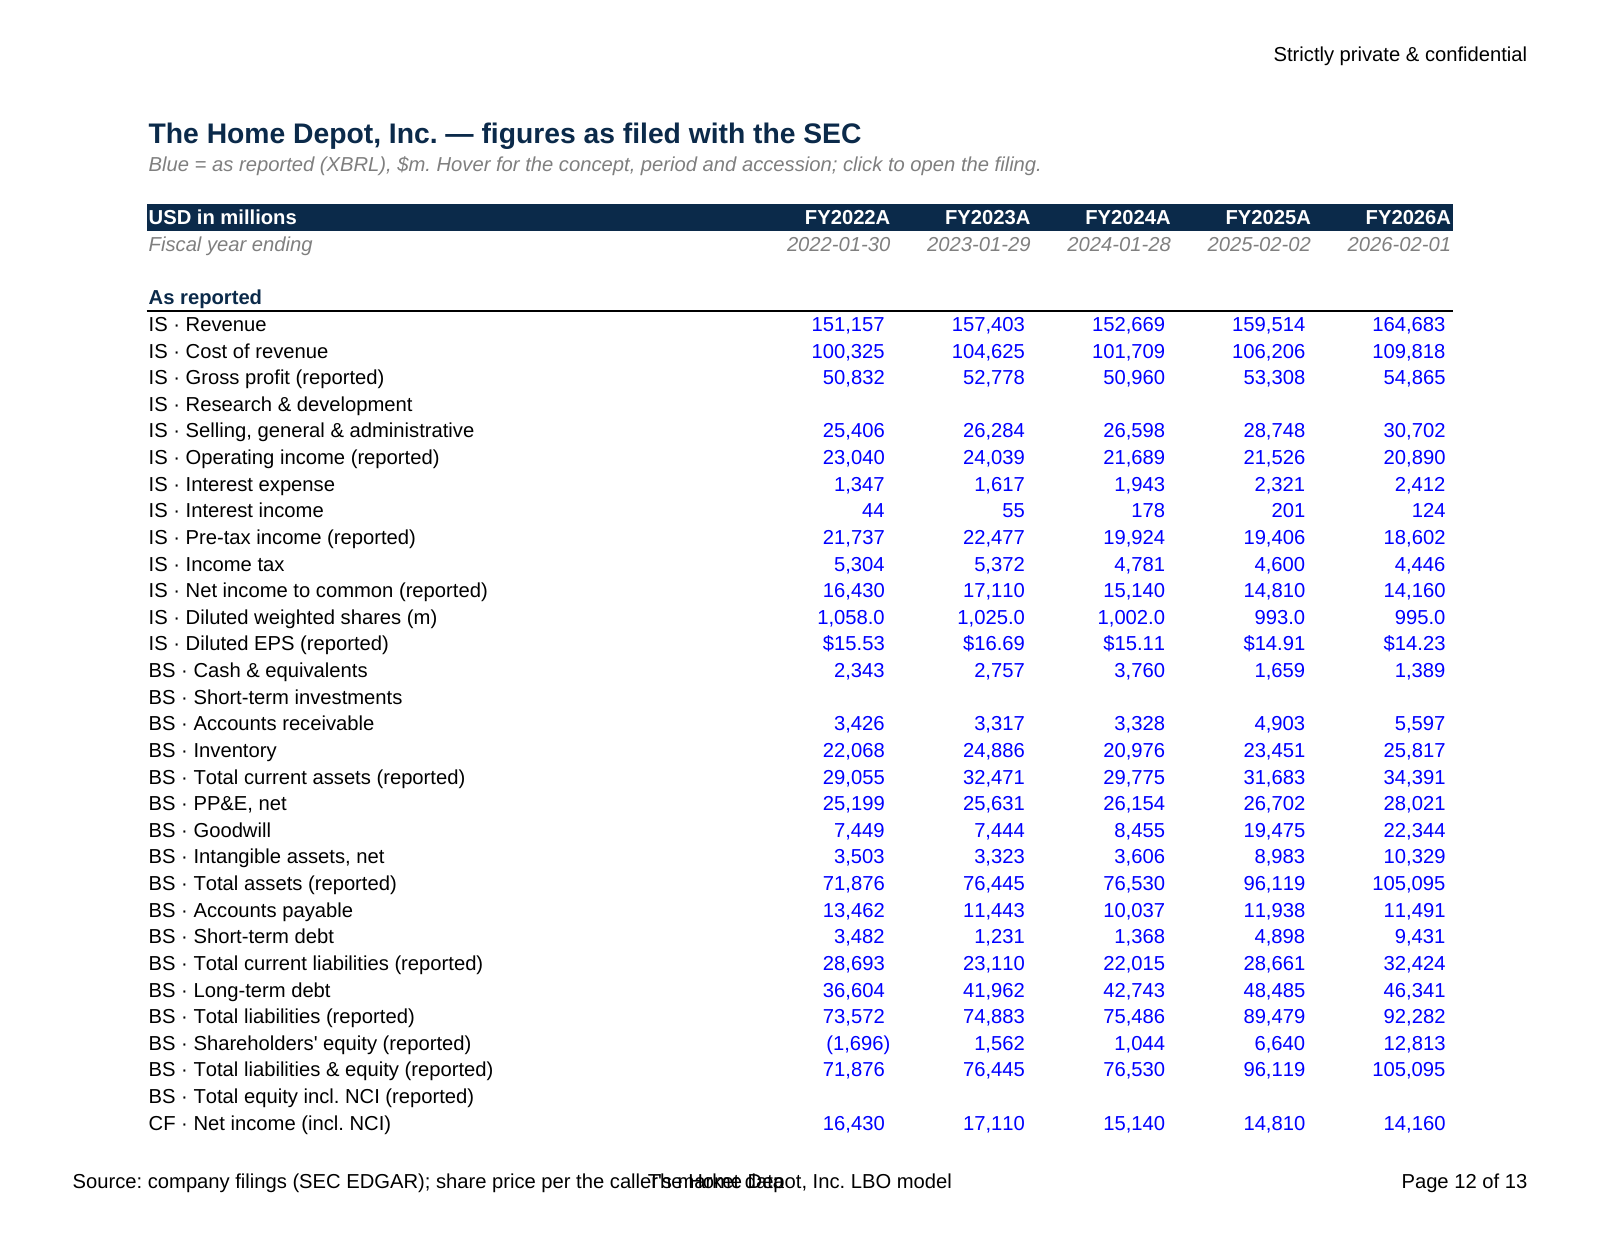 Strictly private & confidential
The Home Depot, Inc. — figures as filed with the SEC
Blue = as reported (XBRL), $m. Hover for the concept, period and accession; click to open the filing.
USD in millions FY2022A FY2023A FY2024A FY2025A FY2026A
Fiscal year ending 2022-01-30 2023-01-29 2024-01-28 2025-02-02 2026-02-01
As reported
IS · Revenue 151,157 157,403 152,669 159,514 164,683
IS · Cost of revenue 100,325 104,625 101,709 106,206 109,818
IS · Gross profit (reported) 50,832 52,778 50,960 53,308 54,865
IS · Research & development
IS · Selling, general & administrative 25,406 26,284 26,598 28,748 30,702
IS · Operating income (reported) 23,040 24,039 21,689 21,526 20,890
IS · Interest expense 1,347 1,617 1,943 2,321 2,412
IS · Interest income 44 55 178 201 124
IS · Pre-tax income (reported) 21,737 22,477 19,924 19,406 18,602
IS · Income tax 5,304 5,372 4,781 4,600 4,446
IS · Net income to common (reported) 16,430 17,110 15,140 14,810 14,160
IS · Diluted weighted shares (m) 1,058.0 1,025.0 1,002.0 993.0 995.0
IS · Diluted EPS (reported) $15.53 $16.69 $15.11 $14.91 $14.23
BS · Cash & equivalents 2,343 2,757 3,760 1,659 1,389
BS · Short-term investments
BS · Accounts receivable 3,426 3,317 3,328 4,903 5,597
BS · Inventory 22,068 24,886 20,976 23,451 25,817
BS · Total current assets (reported) 29,055 32,471 29,775 31,683 34,391
BS · PP&E, net 25,199 25,631 26,154 26,702 28,021
BS · Goodwill 7,449 7,444 8,455 19,475 22,344
BS · Intangible assets, net 3,503 3,323 3,606 8,983 10,329
BS · Total assets (reported) 71,876 76,445 76,530 96,119 105,095
BS · Accounts payable 13,462 11,443 10,037 11,938 11,491
BS · Short-term debt 3,482 1,231 1,368 4,898 9,431
BS · Total current liabilities (reported) 28,693 23,110 22,015 28,661 32,424
BS · Long-term debt 36,604 41,962 42,743 48,485 46,341
BS · Total liabilities (reported) 73,572 74,883 75,486 89,479 92,282
BS · Shareholders' equity (reported) (1,696) 1,562 1,044 6,640 12,813
BS · Total liabilities & equity (reported) 71,876 76,445 76,530 96,119 105,095
BS · Total equity incl. NCI (reported)
CF · Net income (incl. NCI) 16,430 17,110 15,140 14,810 14,160
Source: company filings (SEC EDGAR); share price per the caller's market data The Home Depot, Inc. LBO model Page 12 of 13